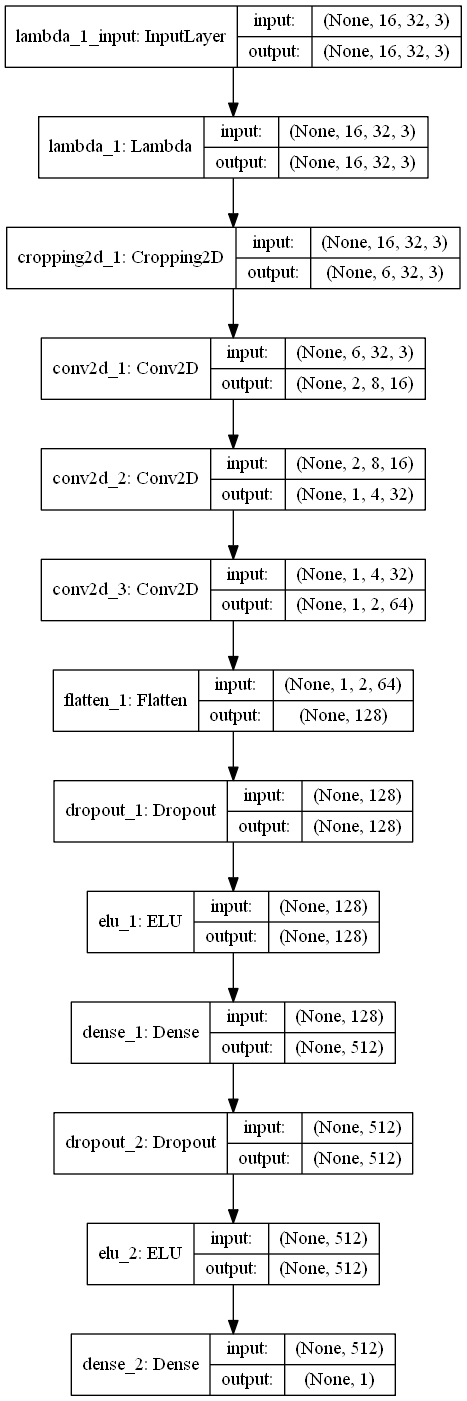 lambda_1_input: InputLayer
input: (None, 16, 32, 3)
output: (None, 16, 32, 3)
lambda_1: Lambda
input: (None, 16, 32, 3)
output: (None, 16, 32, 3)
cropping2d_1: Cropping2D
input: (None, 16, 32, 3)
output: (None, 6, 32, 3)
conv2d_1: Conv2D
input: (None, 6, 32, 3)
output: (None, 2, 8, 16)
conv2d_2: Conv2D
input: (None, 2, 8, 16)
output: (None, 1, 4, 32)
conv2d_3: Conv2D
input: (None, 1, 4, 32)
output: (None, 1, 2, 64)
flatten_1: Flatten
input: (None, 1, 2, 64)
output: (None, 128)
dropout_1: Dropout
input: (None, 128)
output: (None, 128)
elu_1: ELU
input: (None, 128)
output: (None, 128)
dense_1: Dense
input: (None, 128)
output: (None, 512)
dropout_2: Dropout
input: (None, 512)
output: (None, 512)
elu_2: ELU
input: (None, 512)
output: (None, 512)
dense_2: Dense
input: (None, 512)
output: (None, 1)